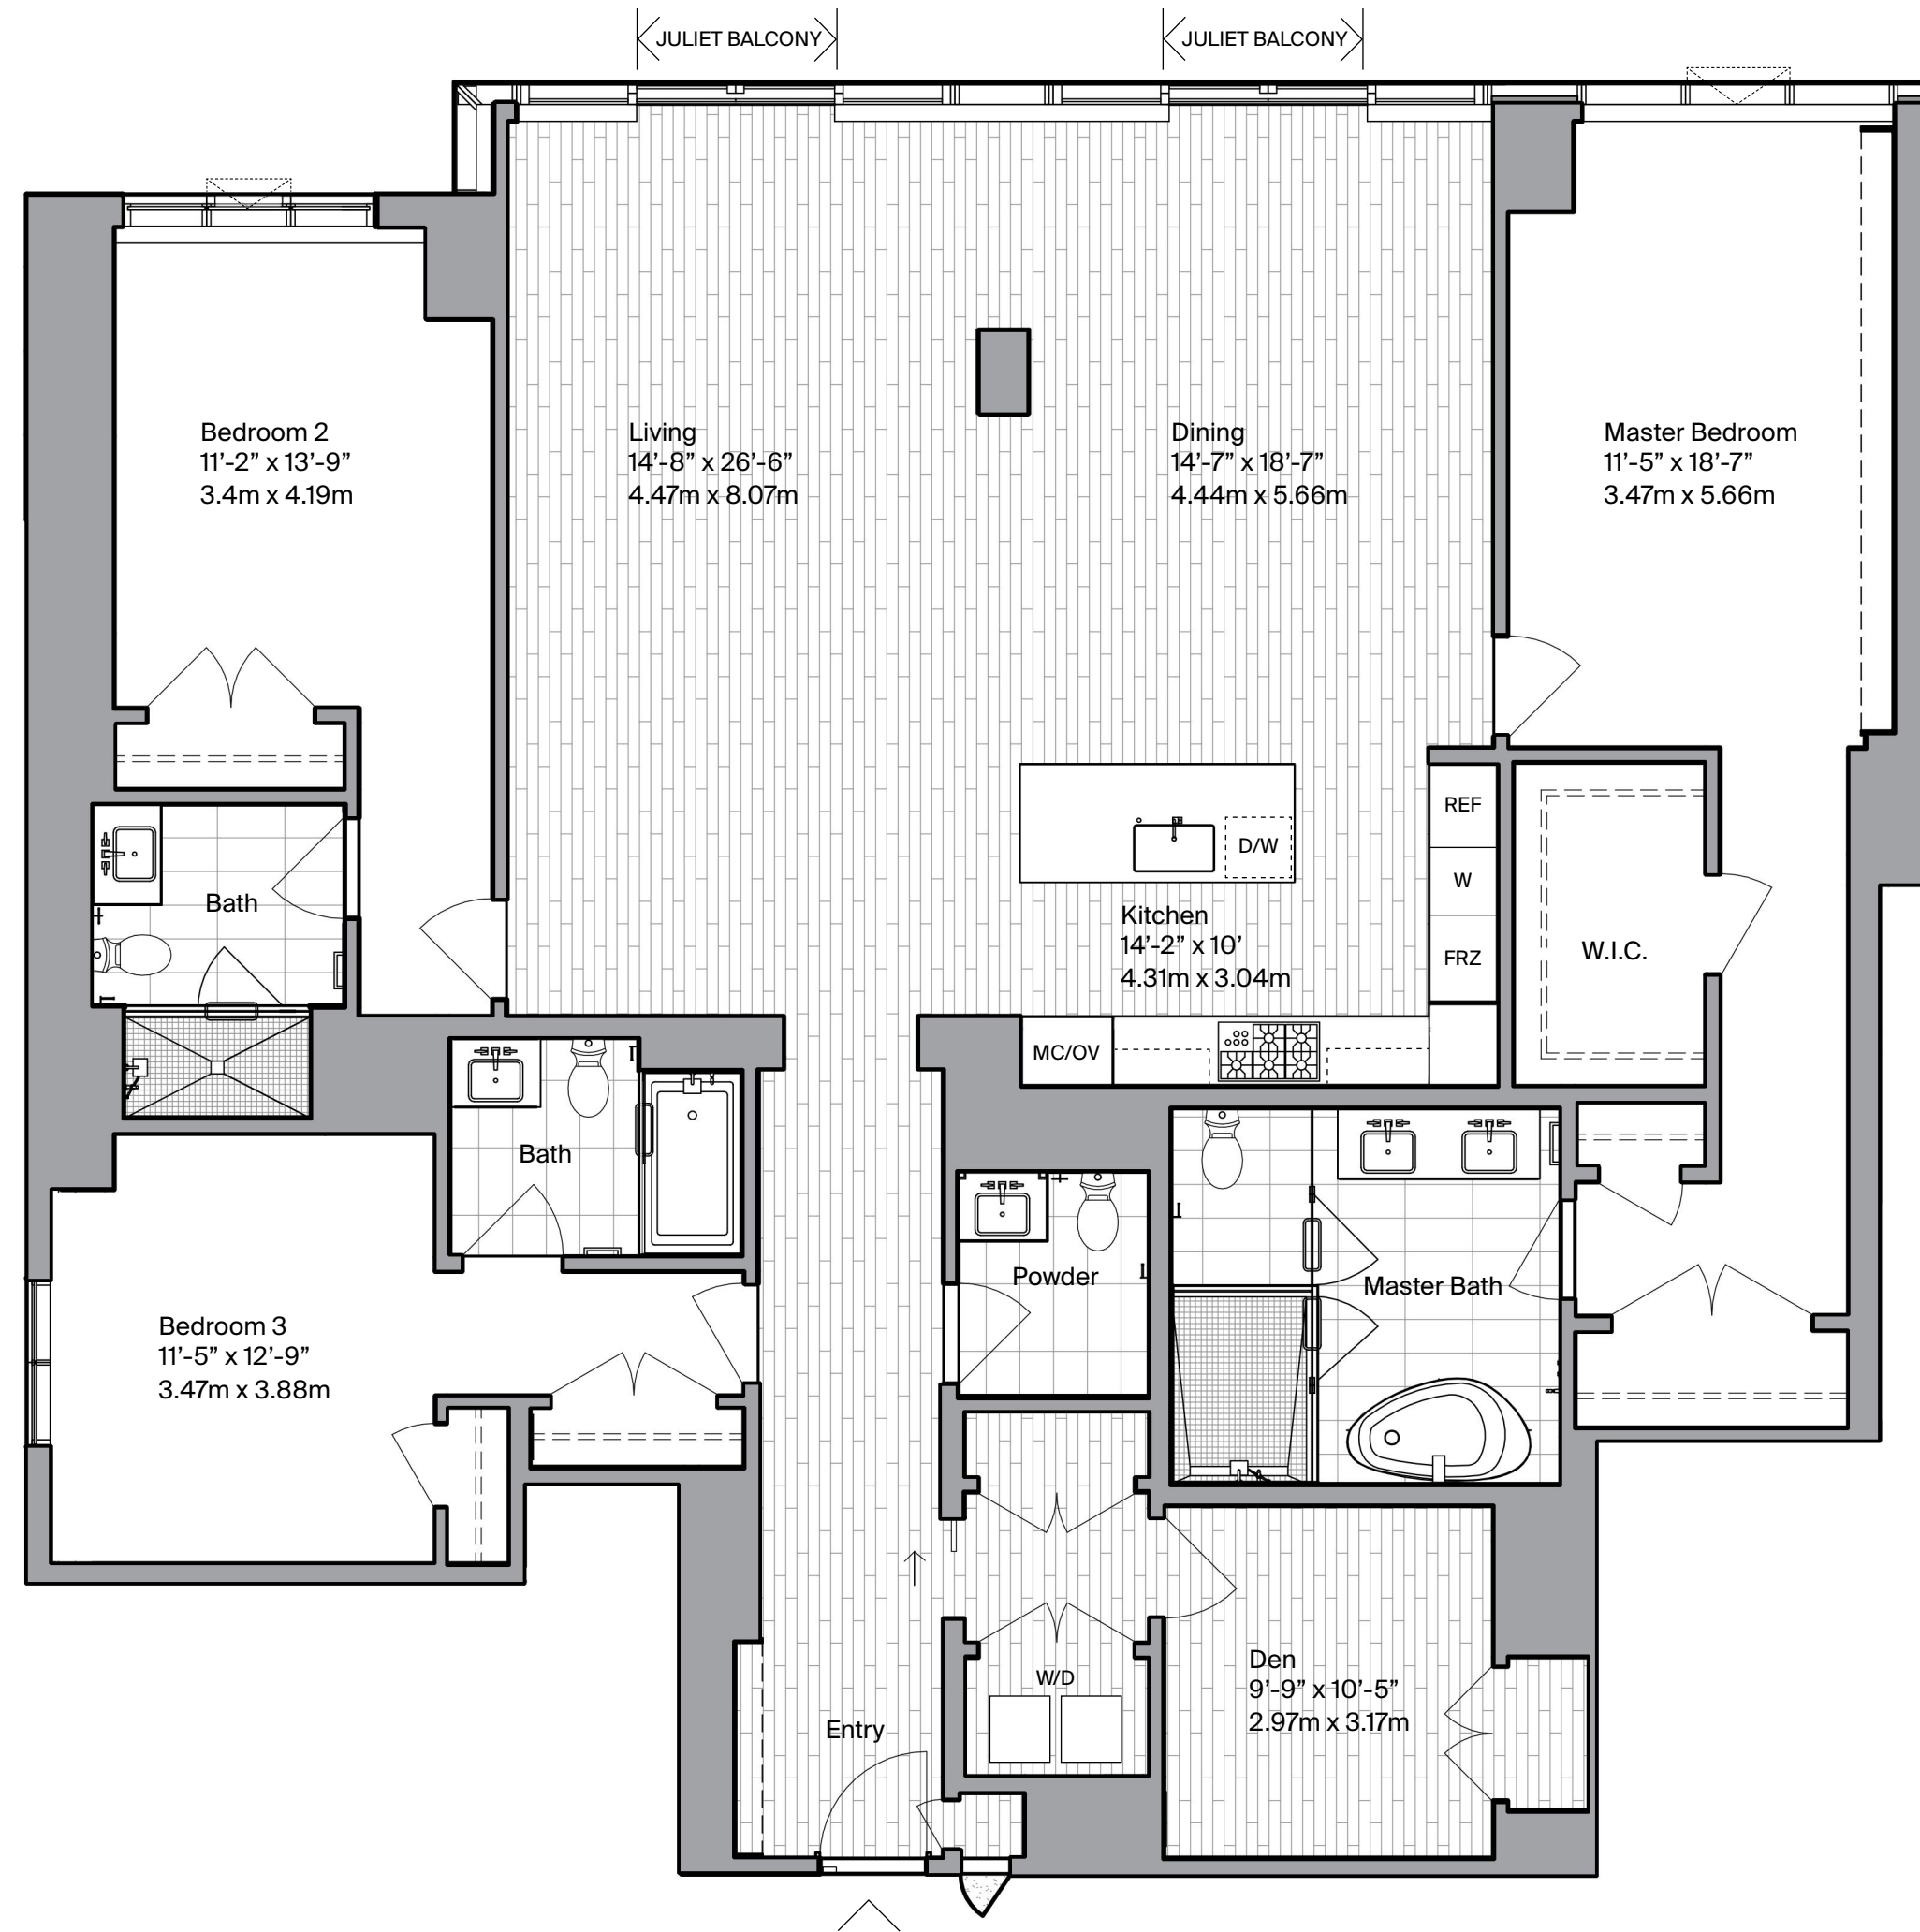 JULIET BALCONY
JULIET BALCONY
Bedroom 2
11’-2” x 13’-9”
3.4m x 4.19m
Living
14’-8” x 26’-6”
4.47m x 8.07m
Dining
14’-7” x 18’-7”
4.44m x 5.66m
Master Bedroom
11’-5” x 18’-7”
3.47m x 5.66m
REF
D/W
W
Bath
Kitchen
14’-2” x 10’
4.31m x 3.04m
FRZ
W.I.C.
MC/OV
Bath
Powder
Master Bath
Bedroom 3
11’-5” x 12’-9”
3.47m x 3.88m
W/D
Den
9’-9” x 10’-5”
2.97m x 3.17m
Entry